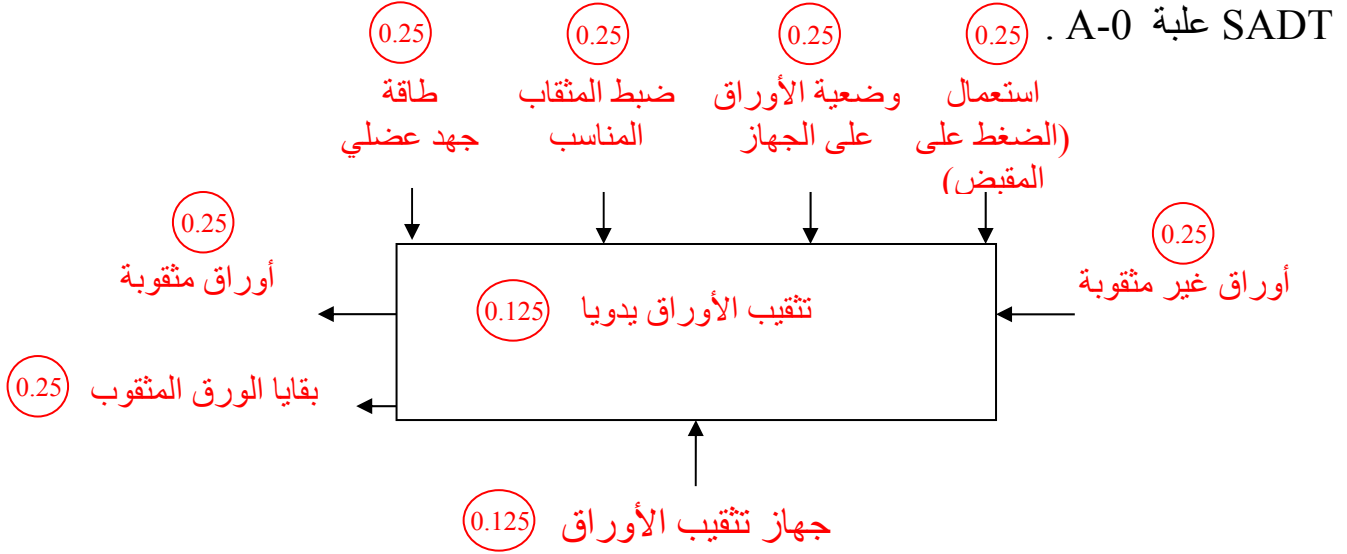 SADT علبة A-0 .
0.25
0.25
0.25
0.25
استعمال
(الضغط على
المقبض)
وضعية الأوراق
على الجهاز
ضبط المثقاب
المناسب
طاقة
جهد عضلي
0.25
أوراق غير مثقوبة
0.25
أوراق مثقوبة
تثقيب الأوراق يدويا 0.125
بقايا الورق المثقوب 0.25
جهاز تثقيب الأوراق 0.125